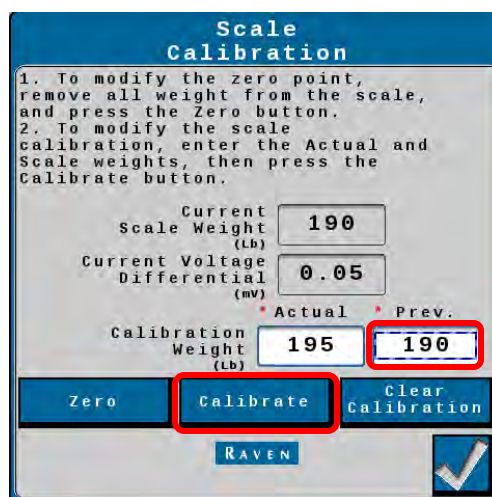 Scale
Calibration
1. To modify the zero point,
remove all weight from the scale,
and press the Zero button.
2. To modify the scale
calibration, enter the Actual and
Scale weights, then press the
Calibrate button.
Current
Scale Weight
(Lb)
190
Current Voltage
Differential
(mV)
0.05
* Actual * Prev.
Calibration
Weight
(Lb)
195 190
Zero Calibrate Clear
Calibration
RAVEN